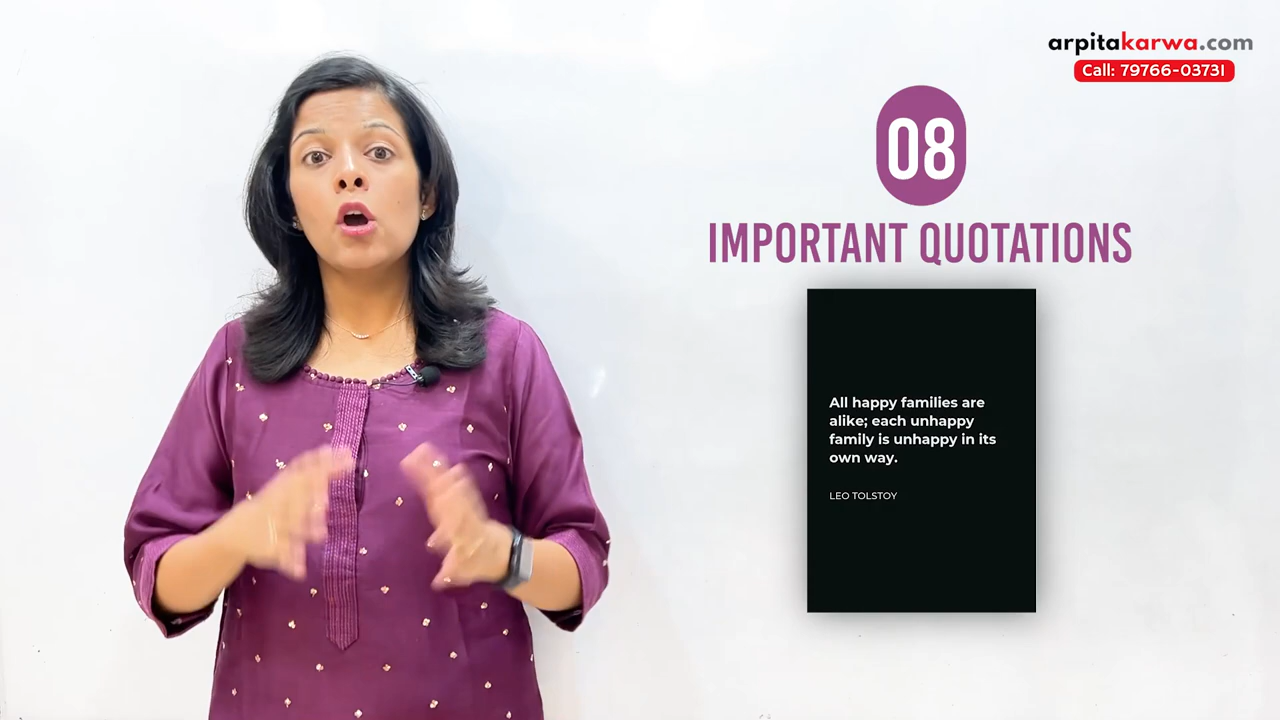 arpitakarwa.com
Call: 79766-03731
08
IMPORTANT QUOTATIONS
All happy families are
alike; each unhappy
family is unhappy in its
own way.
LEO TOLSTOY